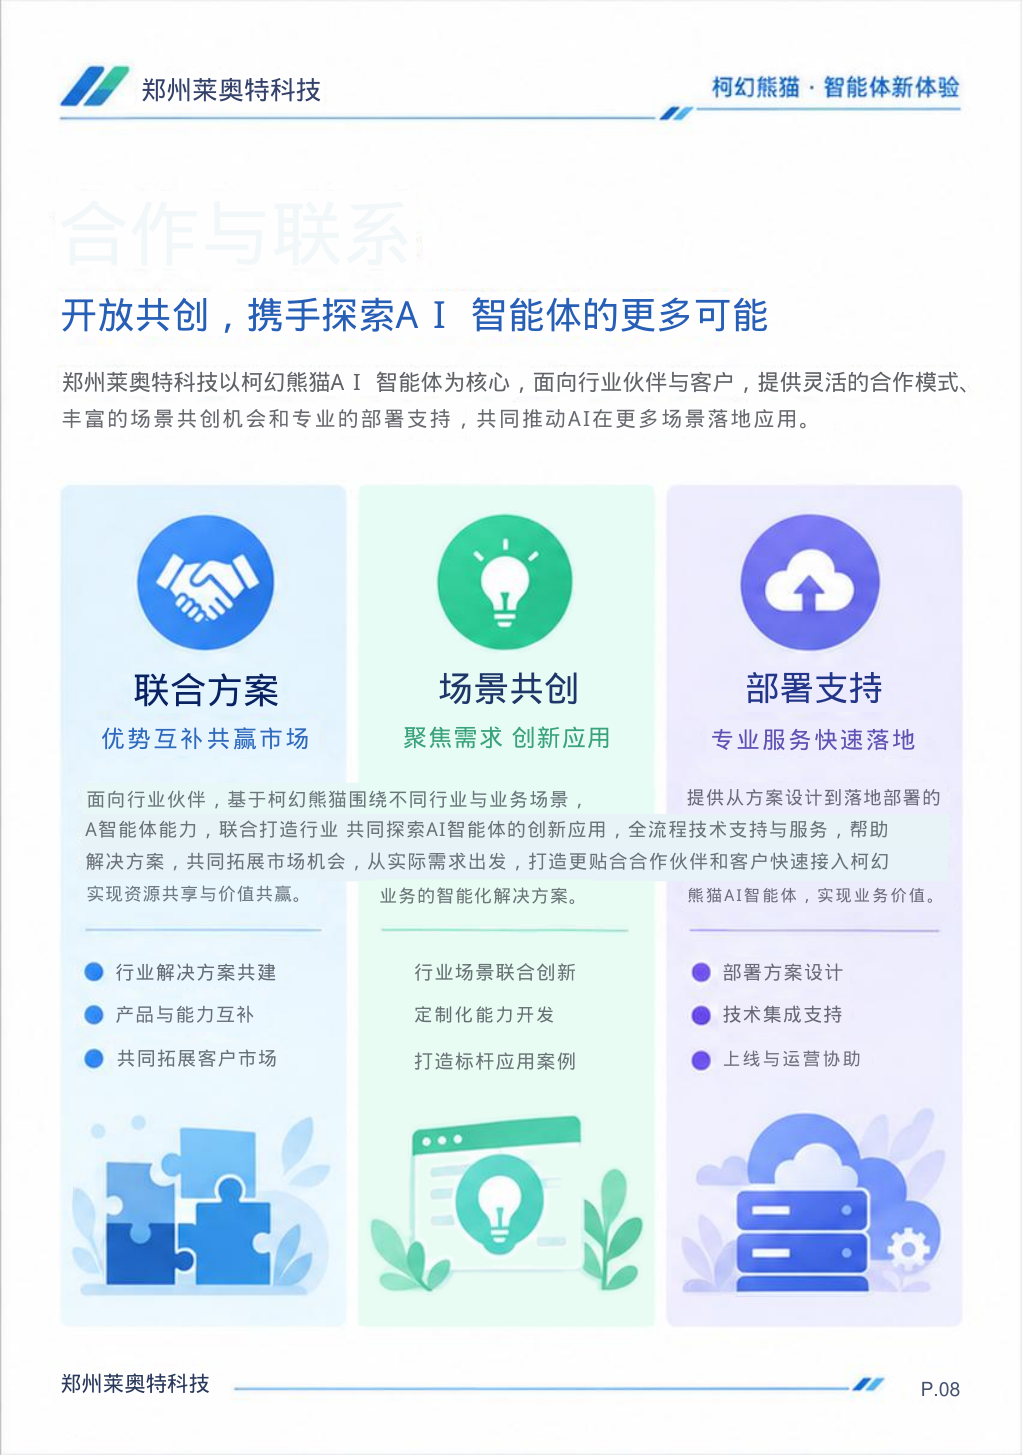 郑州莱奥特科技
柯幻熊猫·智能体新体验
合作与联系
开放共创，携手探索AI 智能体的更多可能
郑州莱奥特科技以柯幻熊猫AI 智能体为核心，面向行业伙伴与客户，提供灵活的合作模式、
丰富的场景共创机会和专业的部署支持，共同推动AI在更多场景落地应用。
联合方案
优势互补共赢市场
场景共创
聚焦需求 创新应用
部署支持
专业服务快速落地
面向行业伙伴，基于柯幻熊猫围绕不同行业与业务场景，
提供从方案设计到落地部署的
A智能体能力，联合打造行业 共同探索AI智能体的创新应用，全流程技术支持与服务，帮助
解决方案，共同拓展市场机会，从实际需求出发，打造更贴合合作伙伴和客户快速接入柯幻
实现资源共享与价值共赢。
业务的智能化解决方案。
熊猫AI智能体，实现业务价值。
行业解决方案共建
产品与能力互补
共同拓展客户市场
行业场景联合创新
定制化能力开发
打造标杆应用案例
部署方案设计
技术集成支持
上线与运营协助
郑州莱奥特科技
P.08